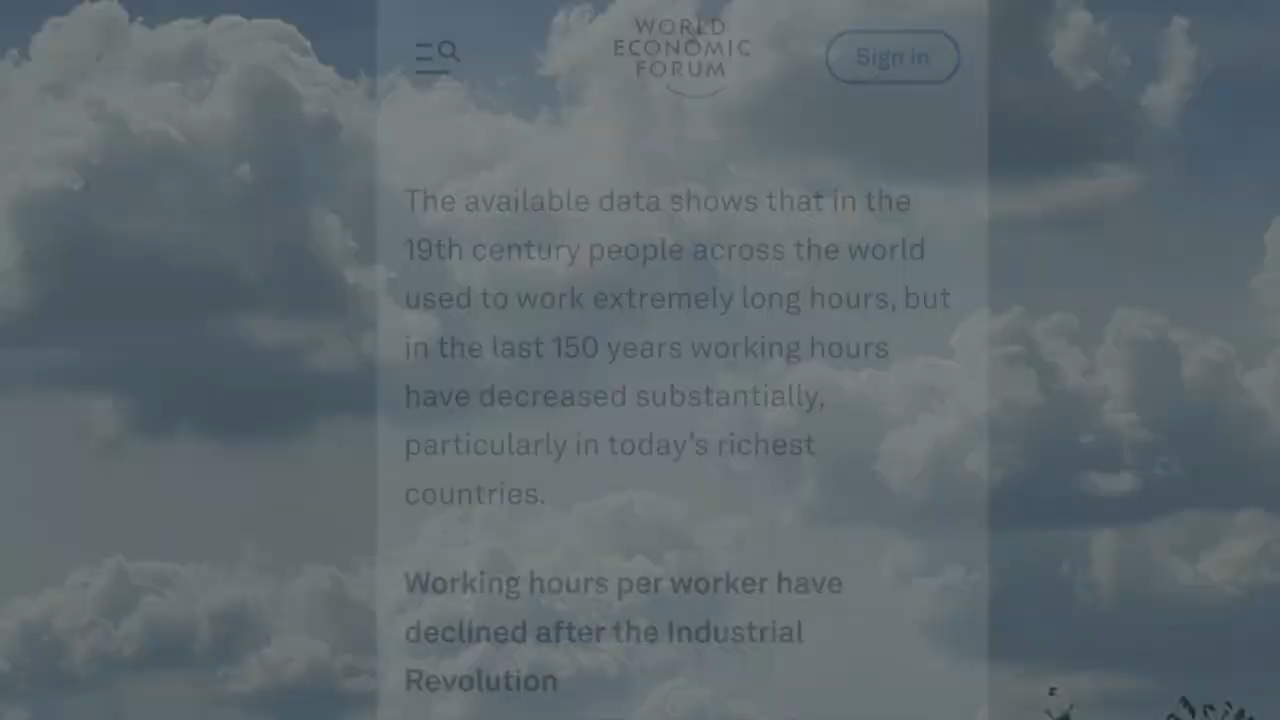 WORLD
ECONOMIC
FORUM
Sign in
The available data shows that in the
19th century people across the world
used to work extremely long hours, but
in the last 150 years working hours
have decreased substantially,
particularly in today's richest
countries.
Working hours per worker have
declined after the Industrial
Revolution